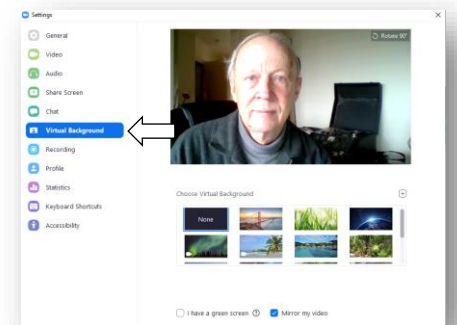 Settings
General
Video
Audio
Share Screen
Chat
Virtual Background
Recording
Profile
Statistics
Keyboard Shortcuts
Accessibility
Rotate 90°
Choose Virtual Background
None
I have a green screen
Mirror my video